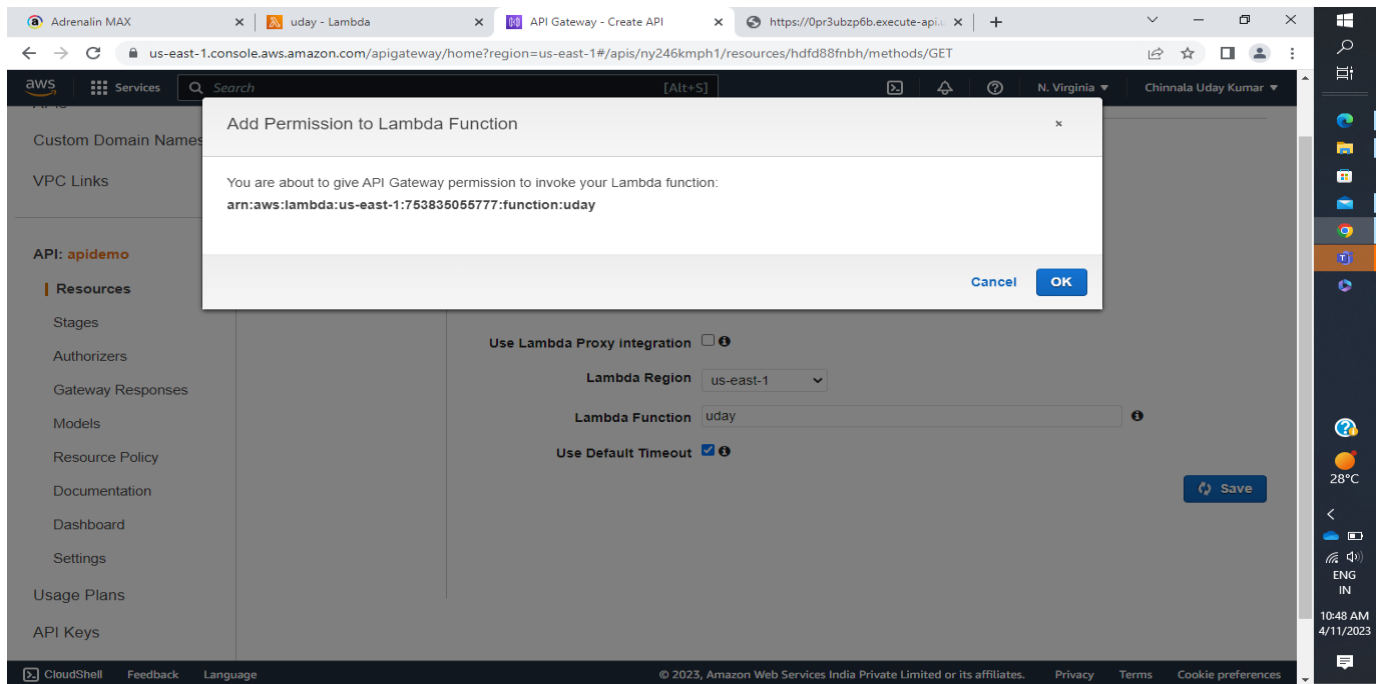 Adrenalin MAX
uday - Lambda
API Gateway - Create API
https://0pr3ubzp6b.execute-api.u
us-east-1.console.aws.amazon.com/apigateway/home?region=us-east-1#/apis/ny246kmph1/resources/hdfd88fnbh/methods/GET
aws
Services
Search
[Alt+S]
N. Virginia
Chinnala Uday Kumar
Custom Domain Names
VPC Links
API: apidemo
Resources
Stages
Authorizers
Gateway Responses
Models
Resource Policy
Documentation
Dashboard
Settings
Usage Plans
API Keys
Add Permission to Lambda Function
You are about to give API Gateway permission to invoke your Lambda function:
arn:aws:lambda:us-east-1:753835055777:function:uday
Cancel
OK
Use Lambda Proxy integration
Lambda Region us-east-1
Lambda Function uday
Use Default Timeout
Save
CloudShell
Feedback
Language
© 2023, Amazon Web Services India Private Limited or its affiliates.
Privacy
Terms
Cookie preferences
28°C
ENG
IN
10:48 AM
4/11/2023